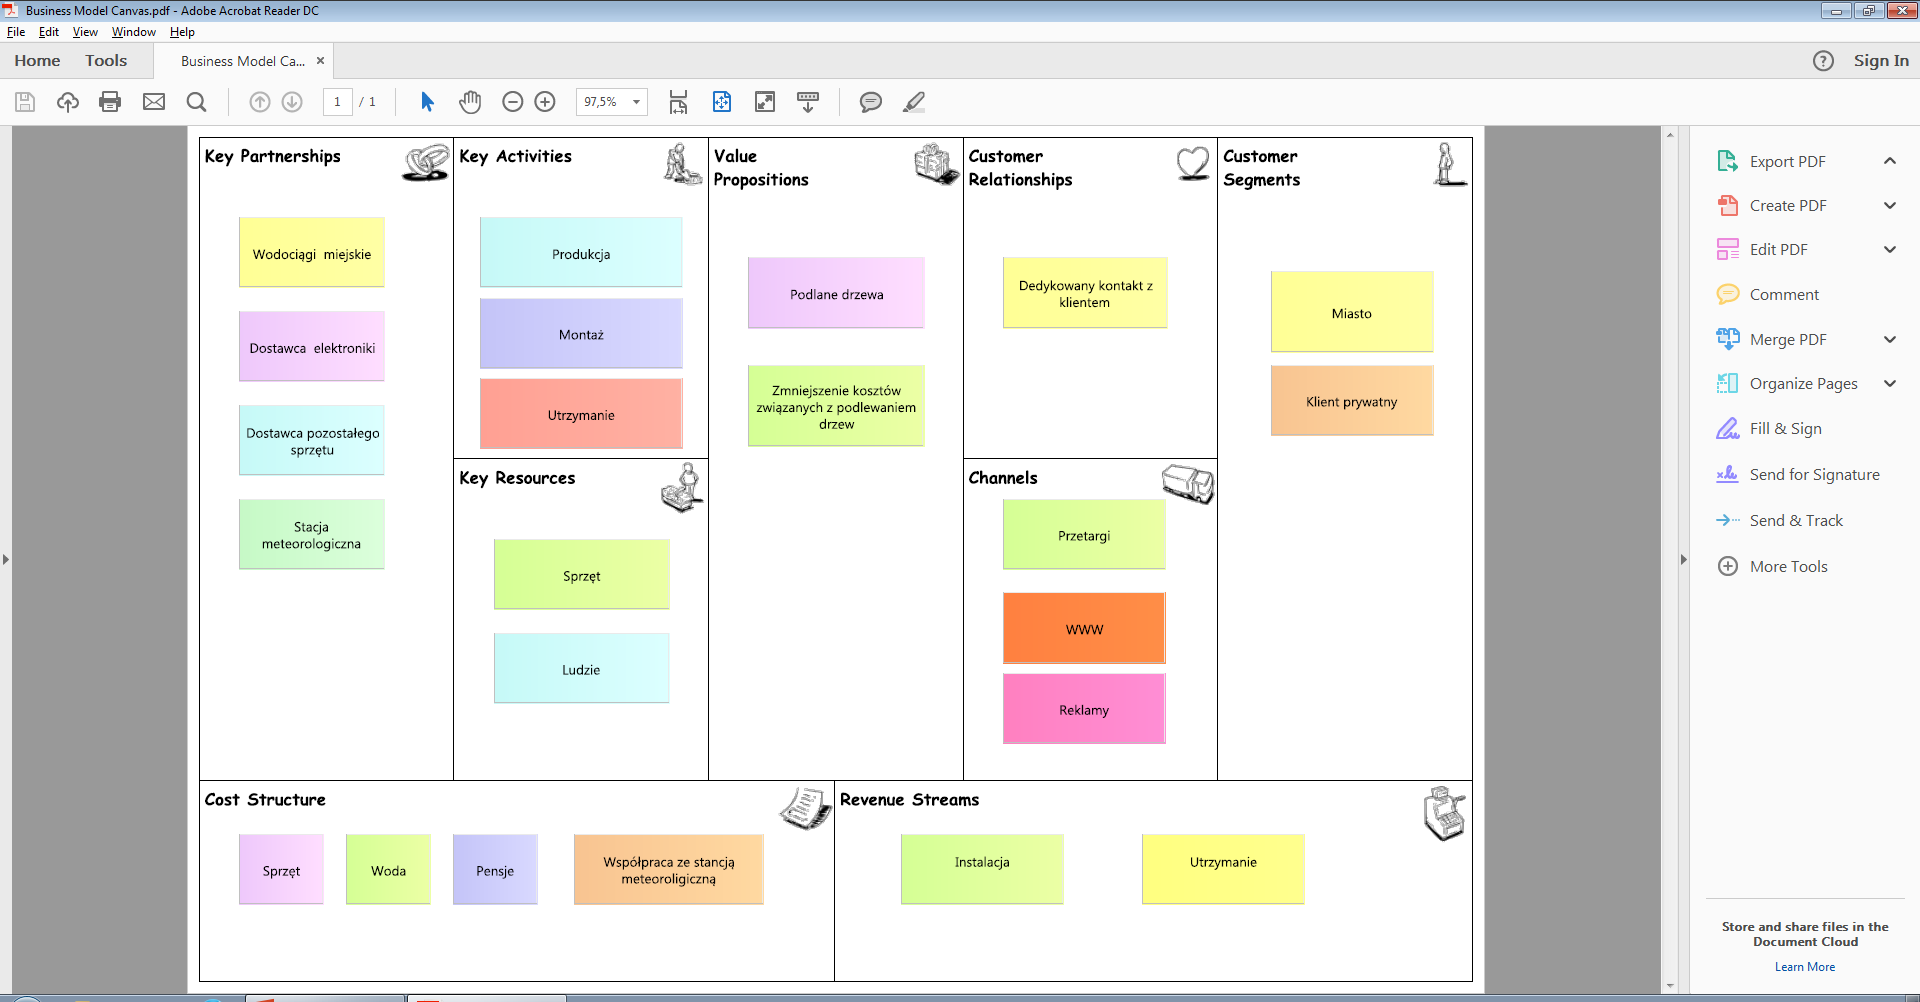 Business Model Canvas.pdf - Adobe Acrobat Reader DC
File Edit View Window Help
Home Tools Business Model Ca... × Sign In
1 / 1 97,5%
Key Partnerships
Wodociągi miejskie
Dostawca elektroniki
Dostawca pozostałego
sprzętu
Stacja
meteorologiczna
Key Activities
Produkcja
Montaż
Utrzymanie
Key Resources
Sprzęt
Ludzie
Value
Propositions
Podlane drzewa
Zmniejszenie kosztów
związanych z podlewaniem
drzew
Customer
Relationships
Dedykowany kontakt z
klientem
Channels
Przetargi
WWW
Reklamy
Customer
Segments
Miasto
Klient prywatny
Cost Structure
Sprzęt
Woda
Pensje
Współpraca ze stancją
meteoroligiczną
Revenue Streams
Instalacja
Utrzymanie
Export PDF
Create PDF
Edit PDF
Comment
Merge PDF
Organize Pages
Fill & Sign
Send for Signature
Send & Track
More Tools
Store and share files in the
Document Cloud
Learn More